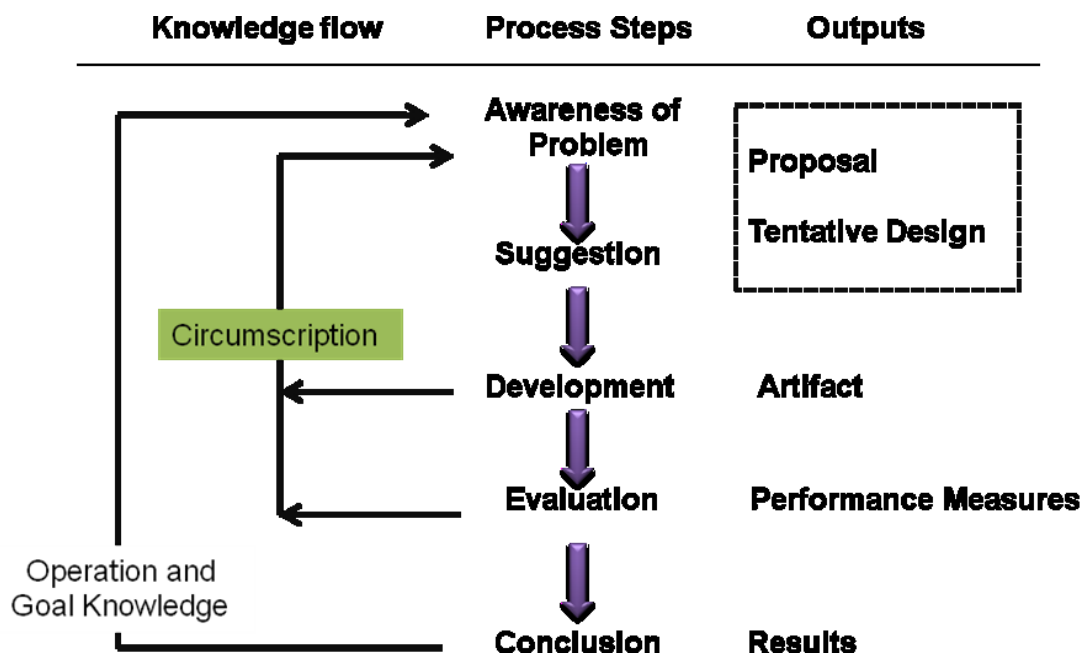 Knowledge flow Process Steps Outputs
Awareness of
Problem
Proposal
Tentative Design
Suggestion
Circumscription
Development Artifact
Evaluation Performance Measures
Operation and
Goal Knowledge
Conclusion Results